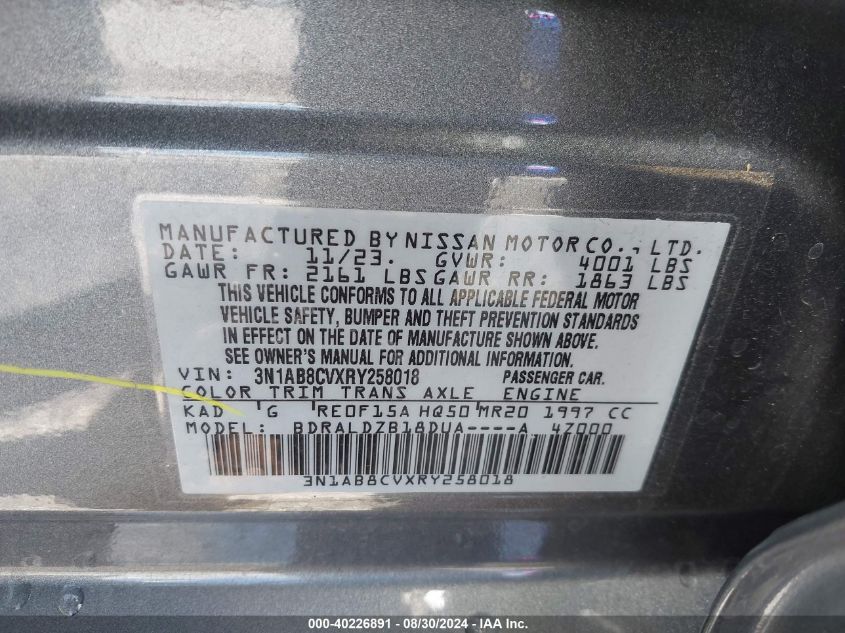 MANUFACTURED BY NISSAN MOTOR CO., LTD.
DATE: 11/23. GVWR: 4001 LBS
GAWR FR: 2161 LBS GAWR RR: 1863 LBS
THIS VEHICLE CONFORMS TO ALL APPLICABLE FEDERAL MOTOR
VEHICLE SAFETY, BUMPER AND THEFT PREVENTION STANDARDS
IN EFFECT ON THE DATE OF MANUFACTURE SHOWN ABOVE.
SEE OWNER'S MANUAL FOR ADDITIONAL INFORMATION.
VIN: 3N1AB8CVXRY258018 PASSENGER CAR.
COLOR TRIM TRANS AXLE ENGINE
KAD G RE0F15A HQ50 MR20 1997 CC
MODEL: BDRALDZB18DUA----A 4Z000
3N1AB8CVXRY258018
000-40226891 - 08/30/2024 - IAA Inc.